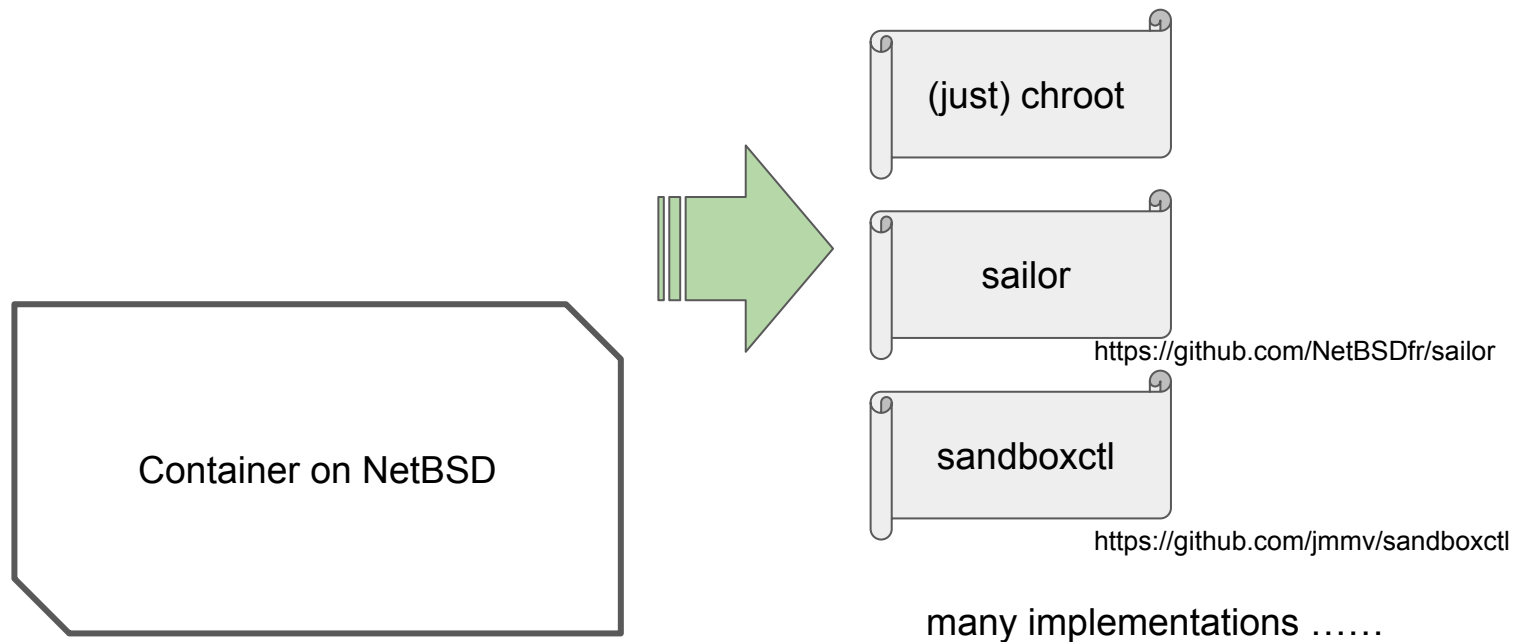 Container on NetBSD
(just) chroot
sailor
https://github.com/NetBSDfr/sailor
sandboxctl
https://github.com/jmmv/sandboxctl
many implementations ……